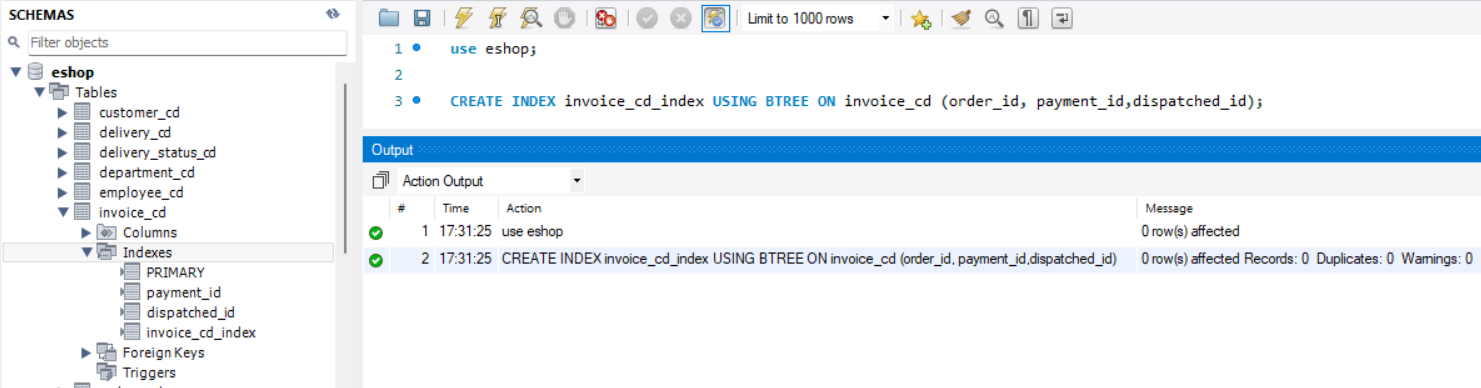 SCHEMAS
Filter objects
eshop
Tables
customer_cd
delivery_cd
delivery_status_cd
department_cd
employee_cd
invoice_cd
Columns
Indexes
PRIMARY
payment_id
dispatched_id
invoice_cd_index
Foreign Keys
Triggers
Limit to 1000 rows
1 use eshop;
2
3 CREATE INDEX invoice_cd_index USING BTREE ON invoice_cd (order_id, payment_id,dispatched_id);
Output
Action Output
# Time Action Message
1 17:31:25 use eshop 0 row(s) affected
2 17:31:25 CREATE INDEX invoice_cd_index USING BTREE ON invoice_cd (order_id, payment_id,dispatched_id) 0 row(s) affected Records: 0 Duplicates: 0 Warnings: 0